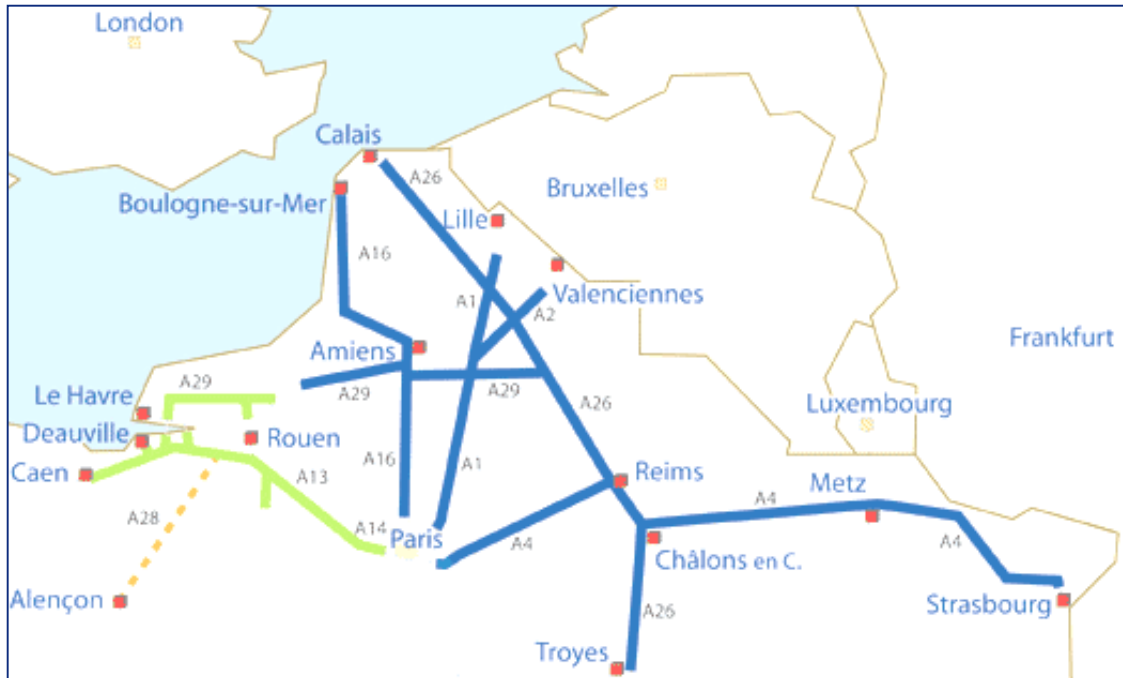 London
Calais
A26
Bruxelles
Boulogne-sur-Mer
Lille
A16
A1
Valenciennes
A2
Frankfurt
Amiens
A29
Le Havre
A29
A29
A26
Luxembourg
Deauville
Rouen
Caen
A13
A16
A1
Reims
Metz
A4
A28
A14
Paris
A4
A4
Châlons en C.
Alençon
A26
Strasbourg
Troyes